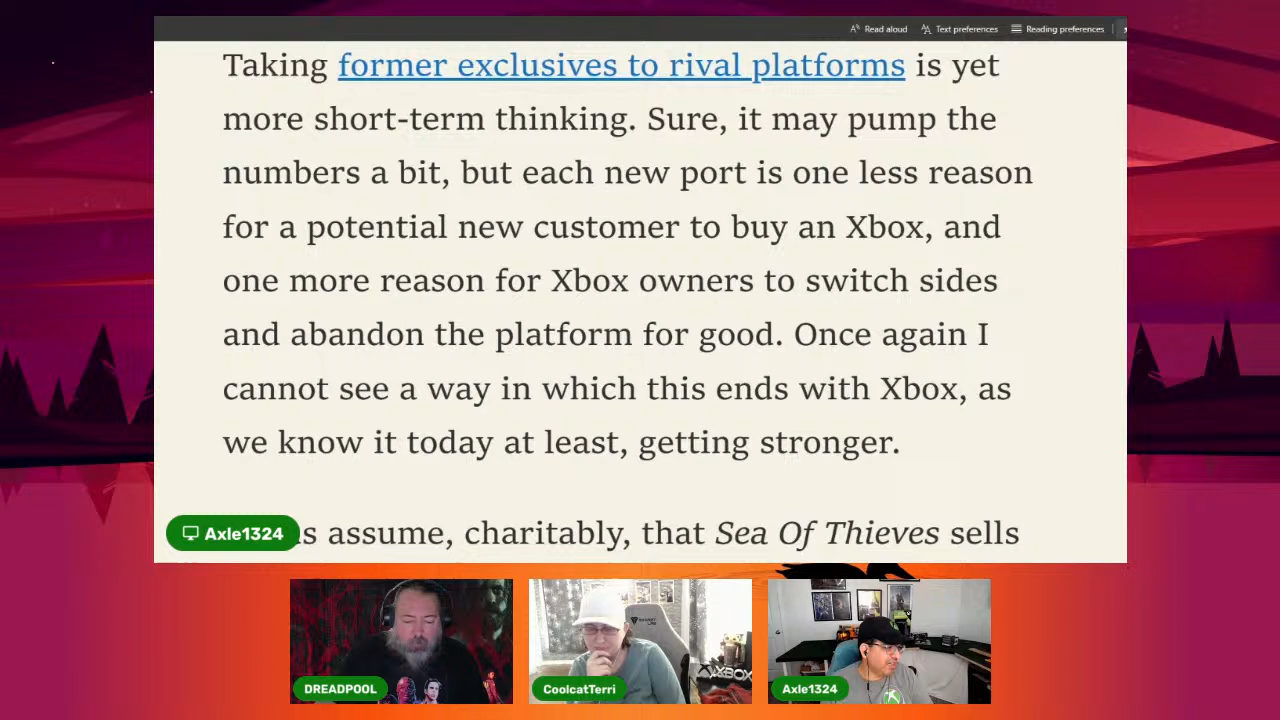 Read aloud
Text preferences
Reading preferences
Taking former exclusives to rival platforms is yet
more short-term thinking. Sure, it may pump the
numbers a bit, but each new port is one less reason
for a potential new customer to buy an Xbox, and
one more reason for Xbox owners to switch sides
and abandon the platform for good. Once again I
cannot see a way in which this ends with Xbox, as
we know it today at least, getting stronger.
s assume, charitably, that Sea Of Thieves sells
Axle1324
DREADPOOL
CoolcatTerri
XBOX
Axle1324